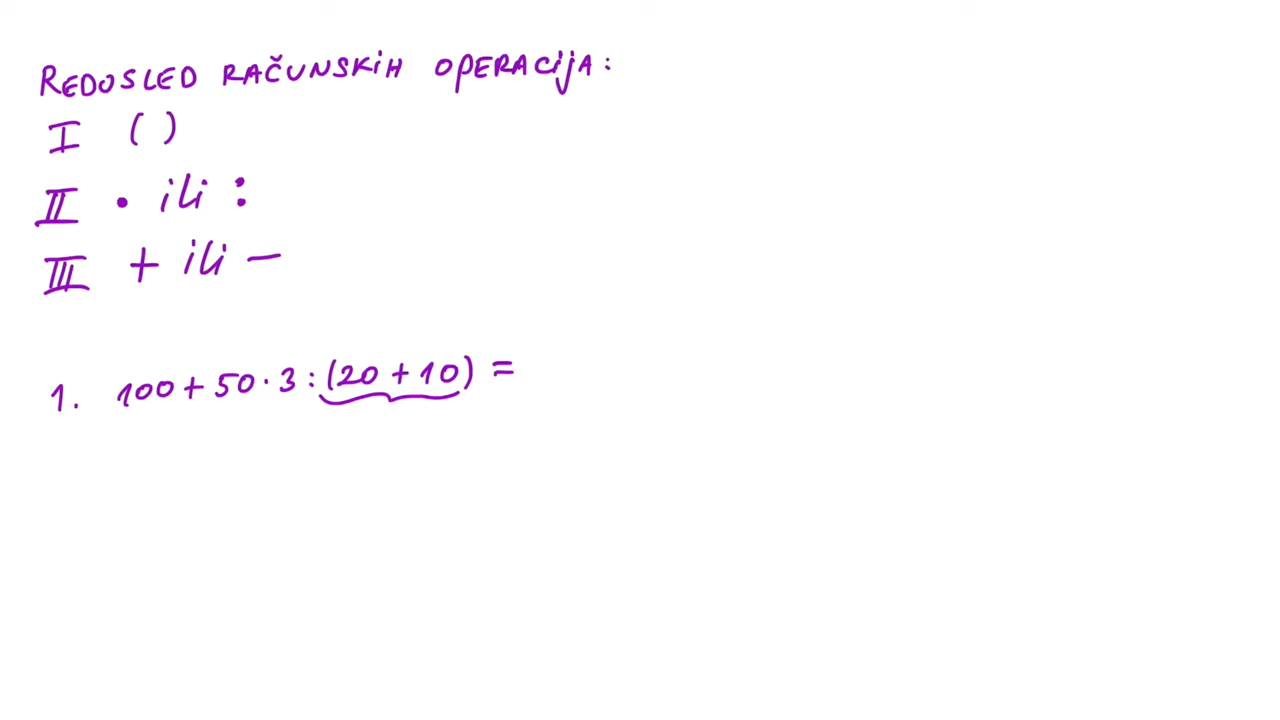 REDOSLED RAČUNSKIH OPERACIJA:
I ( )
II • ili :
III + ili —
1. 100 + 50 · 3 : (20 + 10) =